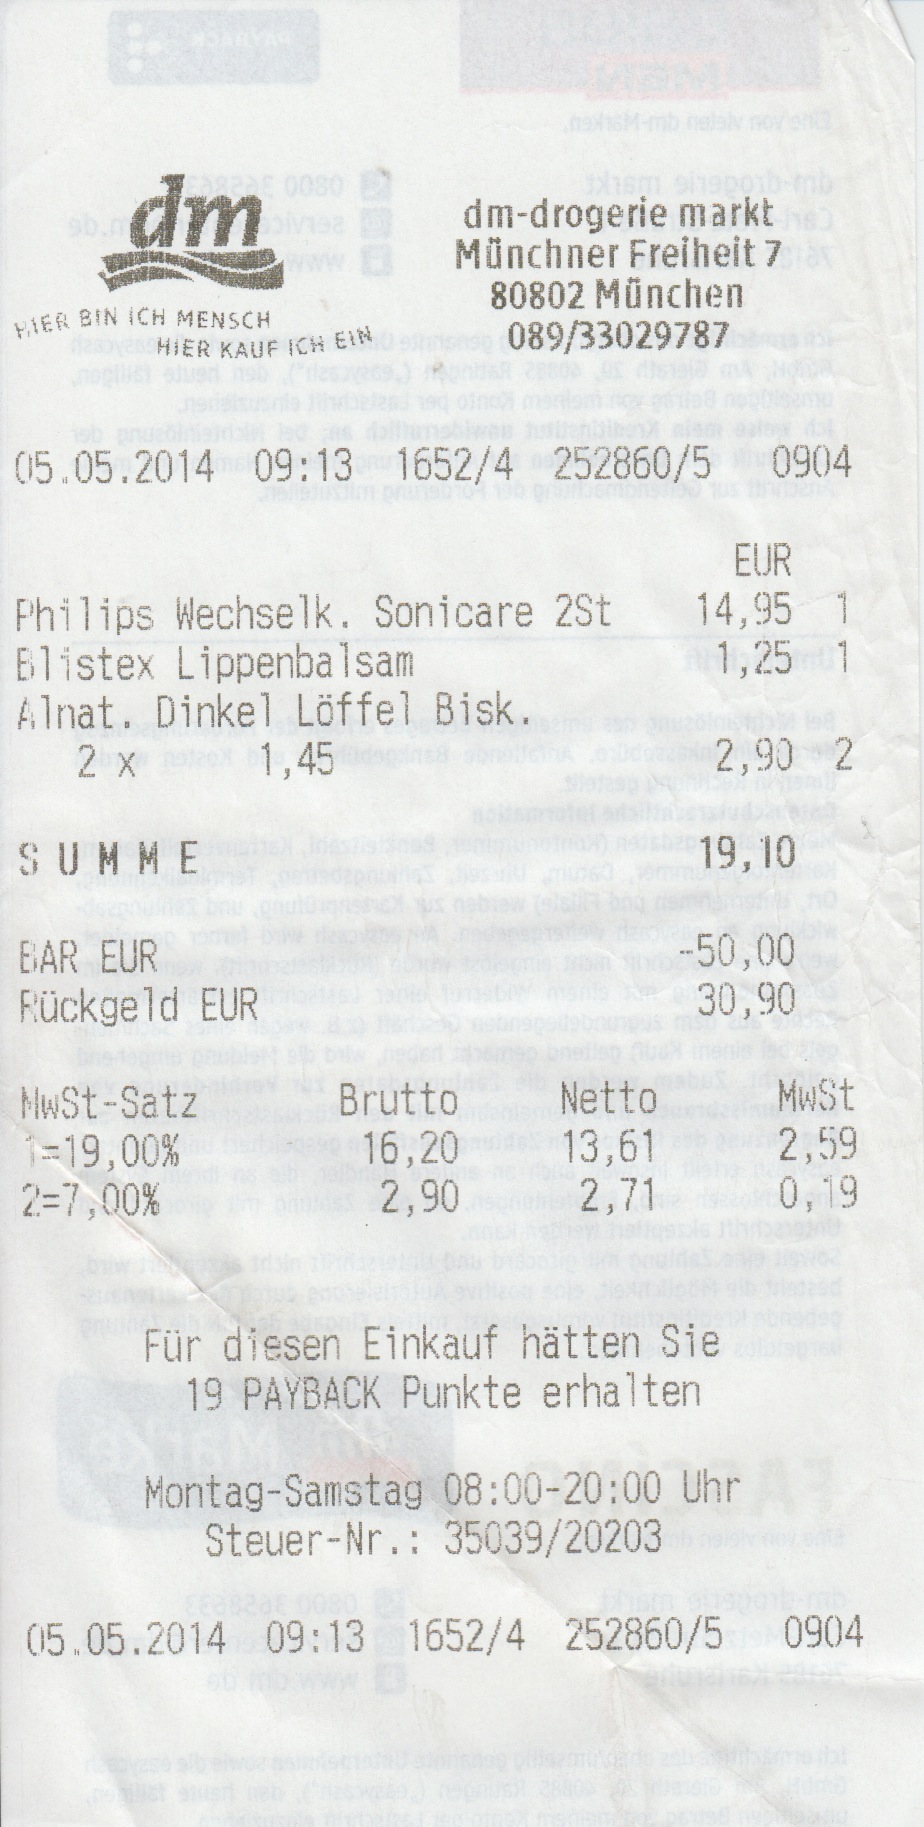 dm
HIER BIN ICH MENSCH
HIER KAUF ICH EIN
dm-drogerie markt
Münchner Freiheit 7
80802 München
089/33029787
05.05.2014 09:13 1652/4 252860/5 0904
EUR
Philips Wechselk. Sonicare 2St 14,95 1
Blistex Lippenbalsam 1,25 1
Alnat. Dinkel Löffel Bisk.
2 x 1,45 2,90 2
SUMME 19,10
BAR EUR -50,00
Rückgeld EUR 30,90
MwSt-Satz Brutto Netto MwSt
1=19,00% 16,20 13,61 2,59
2=7,00% 2,90 2,71 0,19
Für diesen Einkauf hätten Sie
19 PAYBACK Punkte erhalten
Montag-Samstag 08:00-20:00 Uhr
Steuer-Nr.: 35039/20203
05.05.2014 09:13 1652/4 252860/5 0904